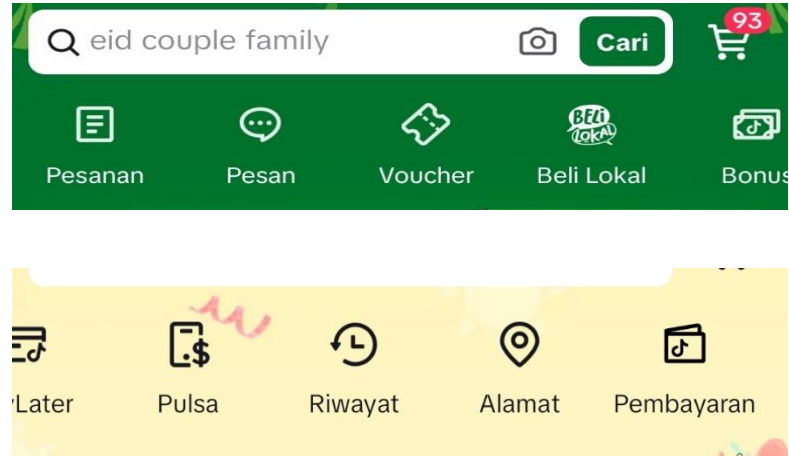 eid couple family Cari 93
BELi
LOKAL
Pesanan Pesan Voucher Beli Lokal Bonus
$
Later Pulsa Riwayat Alamat Pembayaran